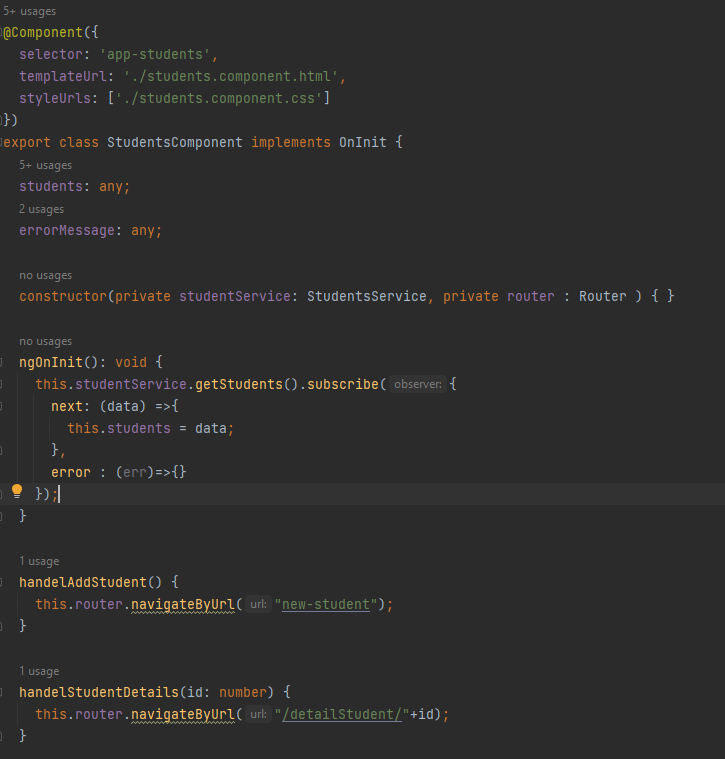 5+ usages
@Component({
selector: 'app-students',
templateUrl: './students.component.html',
styleUrls: ['./students.component.css']
})
export class StudentsComponent implements OnInit {
5+ usages
students: any;
2 usages
errorMessage: any;
no usages
constructor(private studentService: StudentsService, private router : Router ) { }
no usages
ngOnInit(): void {
this.studentService.getStudents().subscribe( observer: {
next: (data) =>{
this.students = data;
},
error : (err)=>{}
});
}
1 usage
handelAddStudent() {
this.router.navigateByUrl( url: "new-student");
}
1 usage
handelStudentDetails(id: number) {
this.router.navigateByUrl( url: "/detailStudent/"+id);
}